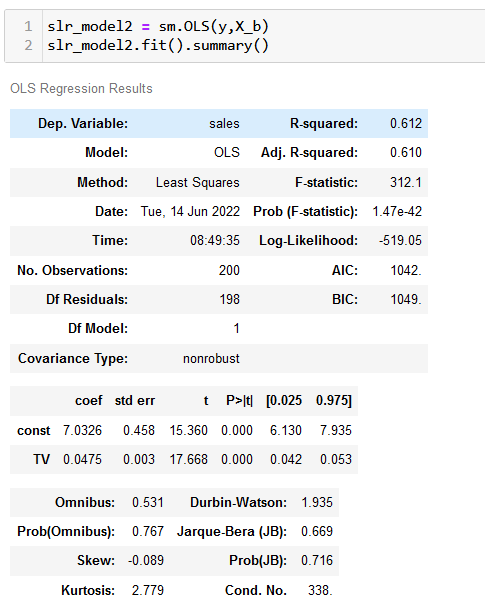 1 slr_model2 = sm.OLS(y,X_b)
2 slr_model2.fit().summary()
OLS Regression Results
Dep. Variable: sales R-squared: 0.612
Model: OLS Adj. R-squared: 0.610
Method: Least Squares F-statistic: 312.1
Date: Tue, 14 Jun 2022 Prob (F-statistic): 1.47e-42
Time: 08:49:35 Log-Likelihood: -519.05
No. Observations: 200 AIC: 1042.
Df Residuals: 198 BIC: 1049.
Df Model: 1
Covariance Type: nonrobust
coef std err t P>|t| [0.025 0.975]
const 7.0326 0.458 15.360 0.000 6.130 7.935
TV 0.0475 0.003 17.668 0.000 0.042 0.053
Omnibus: 0.531 Durbin-Watson: 1.935
Prob(Omnibus): 0.767 Jarque-Bera (JB): 0.669
Skew: -0.089 Prob(JB): 0.716
Kurtosis: 2.779 Cond. No. 338.